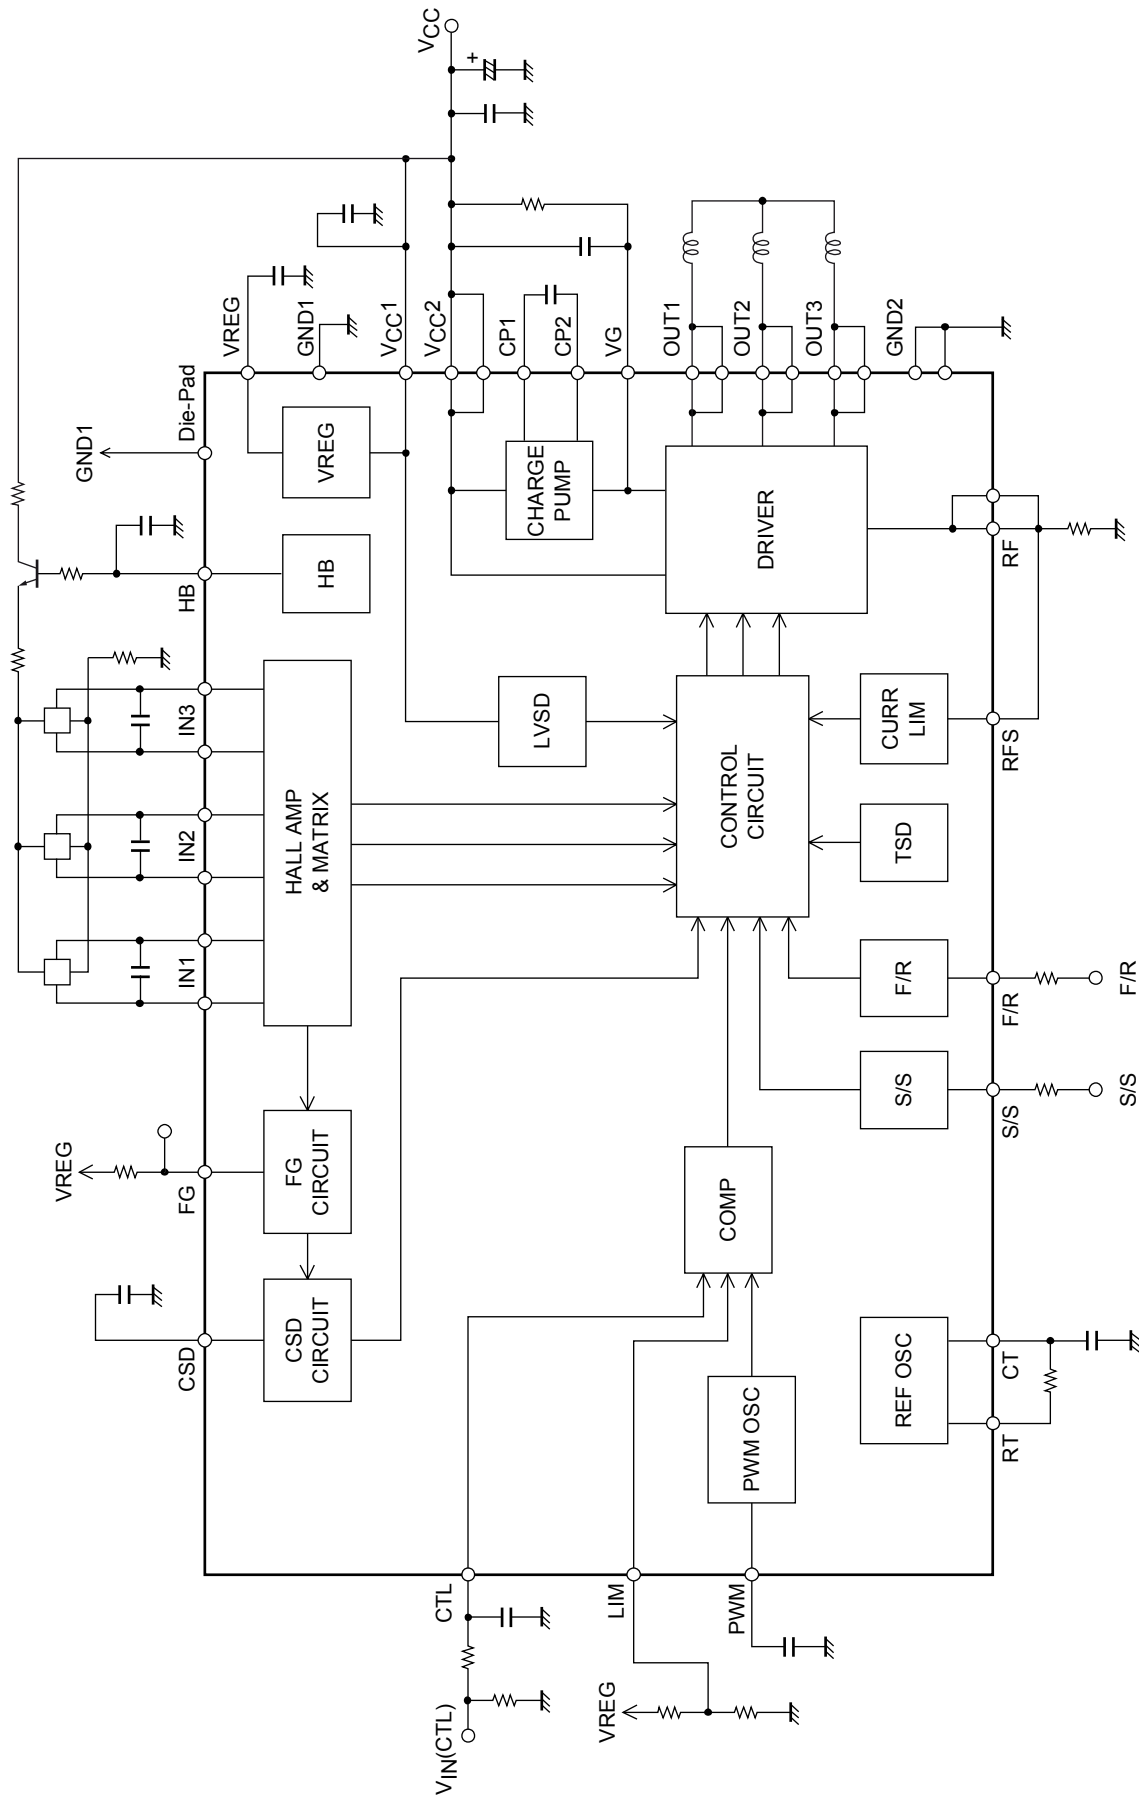 VREG
FG
CSD
GND1
HB
IN3
IN2
IN1
Die-Pad
CSD
CIRCUIT
FG
CIRCUIT
HALL AMP
& MATRIX
HB
VREG
VREG
GND1
VCC1
VCC2
CP1
CP2
VG
OUT1
OUT2
OUT3
GND2
VCC
+
LVSD
CHARGE
PUMP
DRIVER
CONTROL
CIRCUIT
COMP
PWM OSC
REF OSC
S/S
F/R
TSD
CURR
LIM
VIN(CTL)
CTL
VREG
LIM
PWM
RT
CT
S/S
F/R
RFS
RF
S/S
F/R